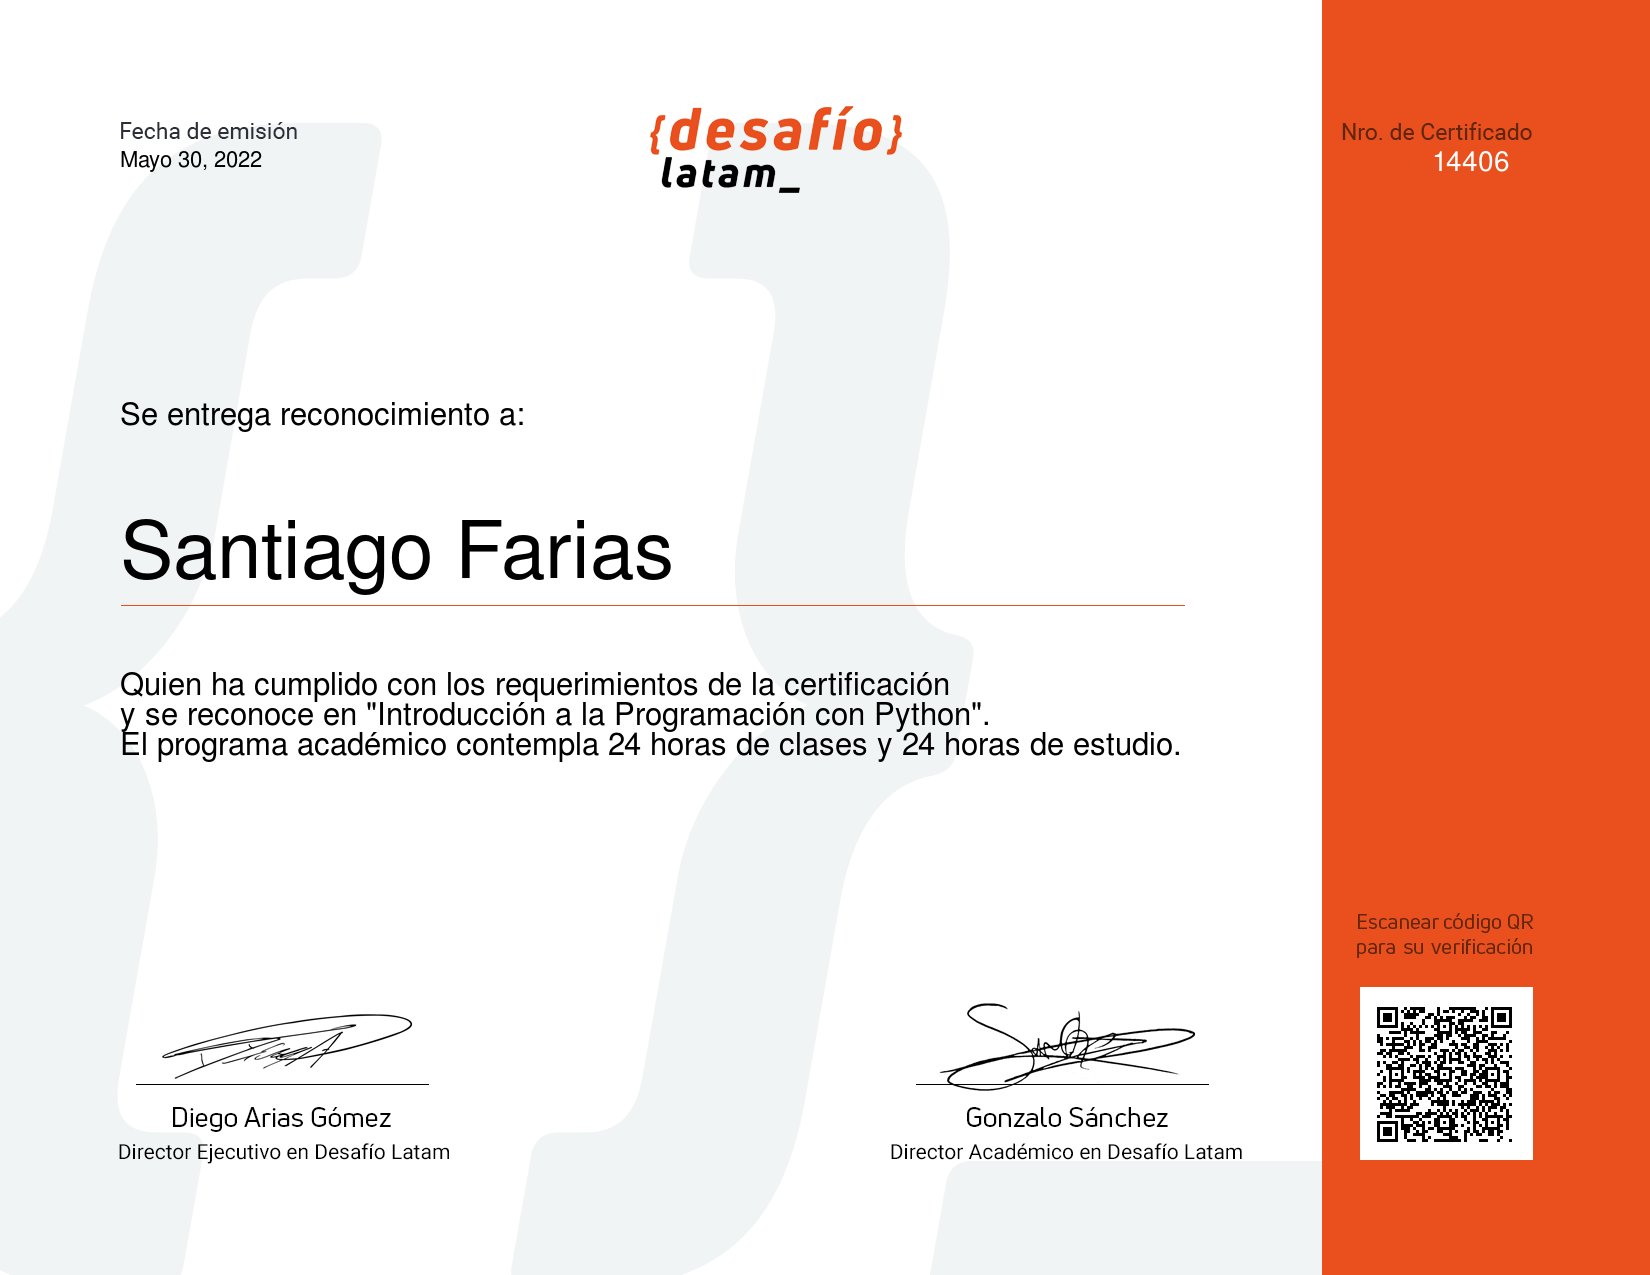 Fecha de emisión
Mayo 30, 2022
{desafío}
latam_
Nro. de Certificado
14406
Se entrega reconocimiento a:
Santiago Farias
Quien ha cumplido con los requerimientos de la certificación
y se reconoce en "Introducción a la Programación con Python".
El programa académico contempla 24 horas de clases y 24 horas de estudio.
Escanear código QR
para su verificación
Diego Arias Gómez
Director Ejecutivo en Desafío Latam
Gonzalo Sánchez
Director Académico en Desafío Latam